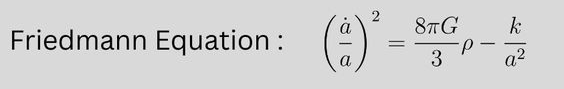 Friedmann Equation : (ȧ/a)² = 8πG/3 ρ − k/a²